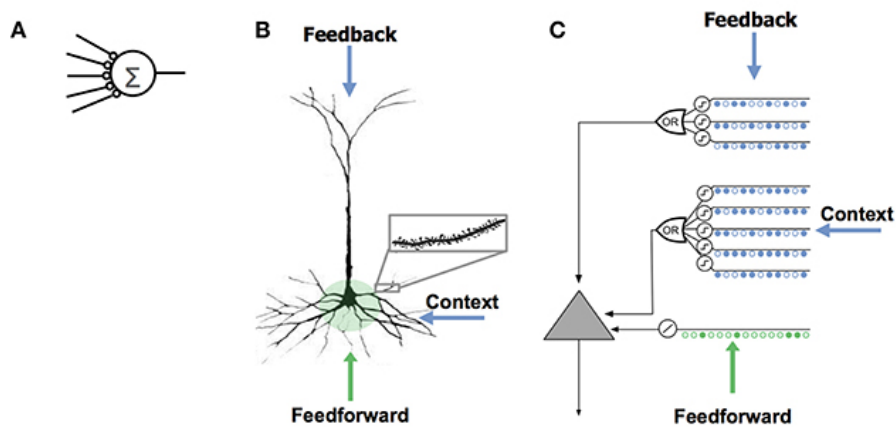 A
Σ
B
Feedback
Context
Feedforward
C
Feedback
OR
OR
Context
Feedforward